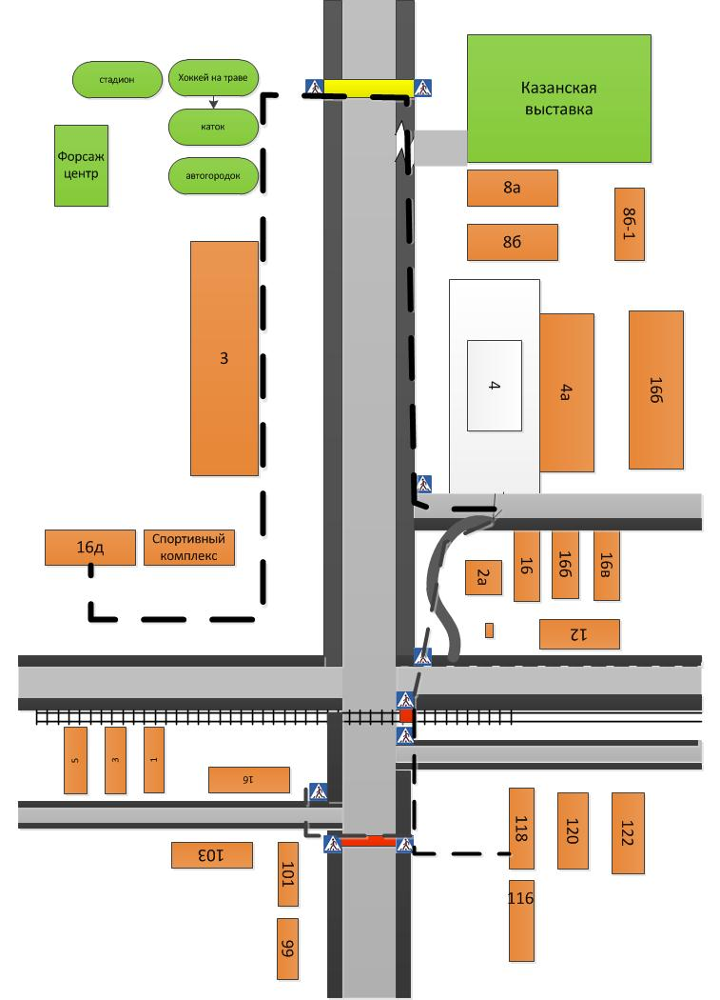 стадион
Хоккей на траве
каток
автогородок
Форсаж
центр
Казанская
выставка
8а
8б
8б-1
3
4
4а
16б
16д
Спортивный
комплекс
2а
16
16б
16в
12
5
3
1
16
103
101
99
118
120
122
116